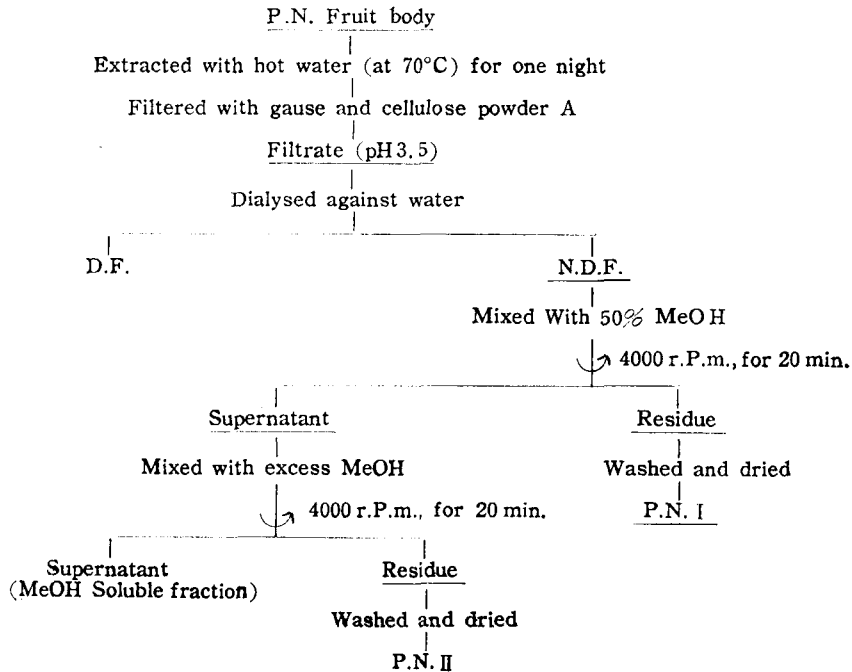 P.N. Fruit body
Extracted with hot water (at 70°C) for one night
Filtered with gause and cellulose powder A
Filtrate (pH 3.5)
Dialysed against water
D.F.
N.D.F.
Mixed With 50% MeOH
4000 r.P.m., for 20 min.
Supernatant
Residue
Mixed with excess MeOH
Washed and dried
4000 r.P.m., for 20 min.
P.N. I
Supernatant
(MeOH Soluble fraction)
Residue
Washed and dried
P.N. II